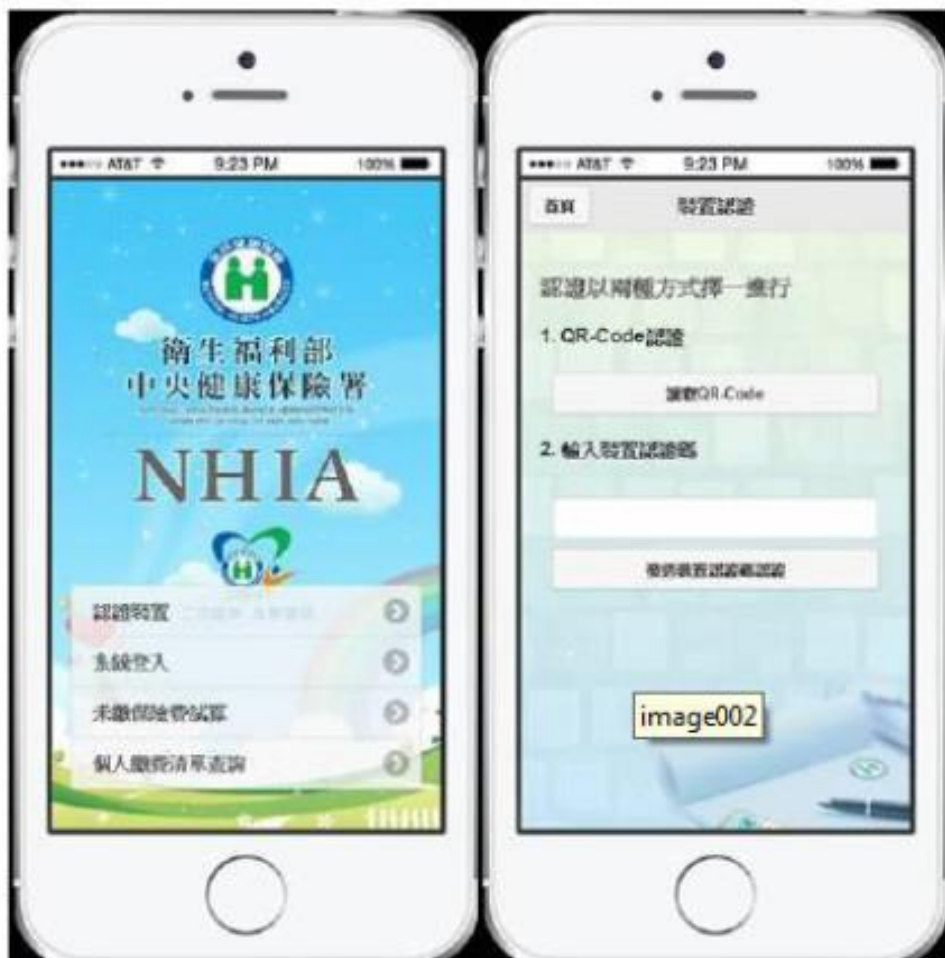 AT&T 9:23 PM 100%
衛生福利部
中央健康保險署
NHIA
認證裝置
系統登入
未繳保險費試算
個人繳費清單查詢
AT&T 9:23 PM 100%
首頁 裝置認證
認證以兩種方式擇一進行
1. QR-Code認證
讀取QR-Code
2. 輸入裝置認證碼
發送裝置認證碼認證
image002